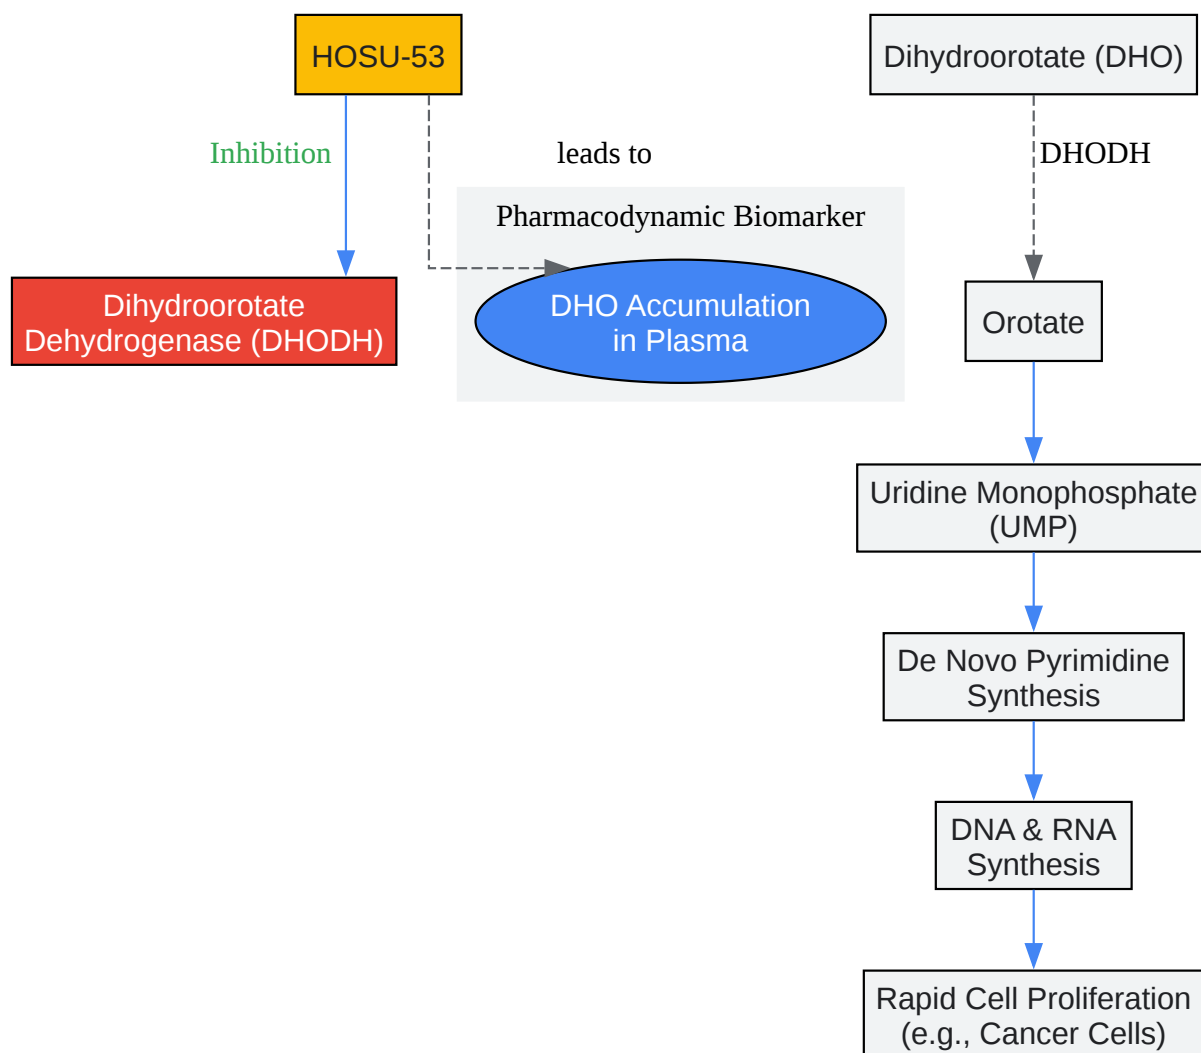 HOSU-53
Dihydroorotate (DHO)
Inhibition
leads to
DHODH
Pharmacodynamic Biomarker
Dihydroorotate
Dehydrogenase (DHODH)
DHO Accumulation
in Plasma
Orotate
Uridine Monophosphate
(UMP)
De Novo Pyrimidine
Synthesis
DNA & RNA
Synthesis
Rapid Cell Proliferation
(e.g., Cancer Cells)